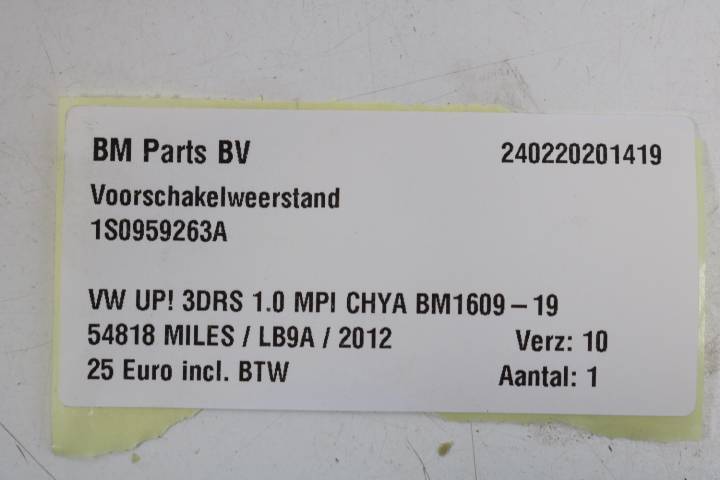 BM Parts BV 240220201419
Voorschakelweerstand
1S0959263A
VW UP! 3DRS 1.0 MPI CHYA BM1609 – 19
54818 MILES / LB9A / 2012 Verz: 10
25 Euro incl. BTW Aantal: 1